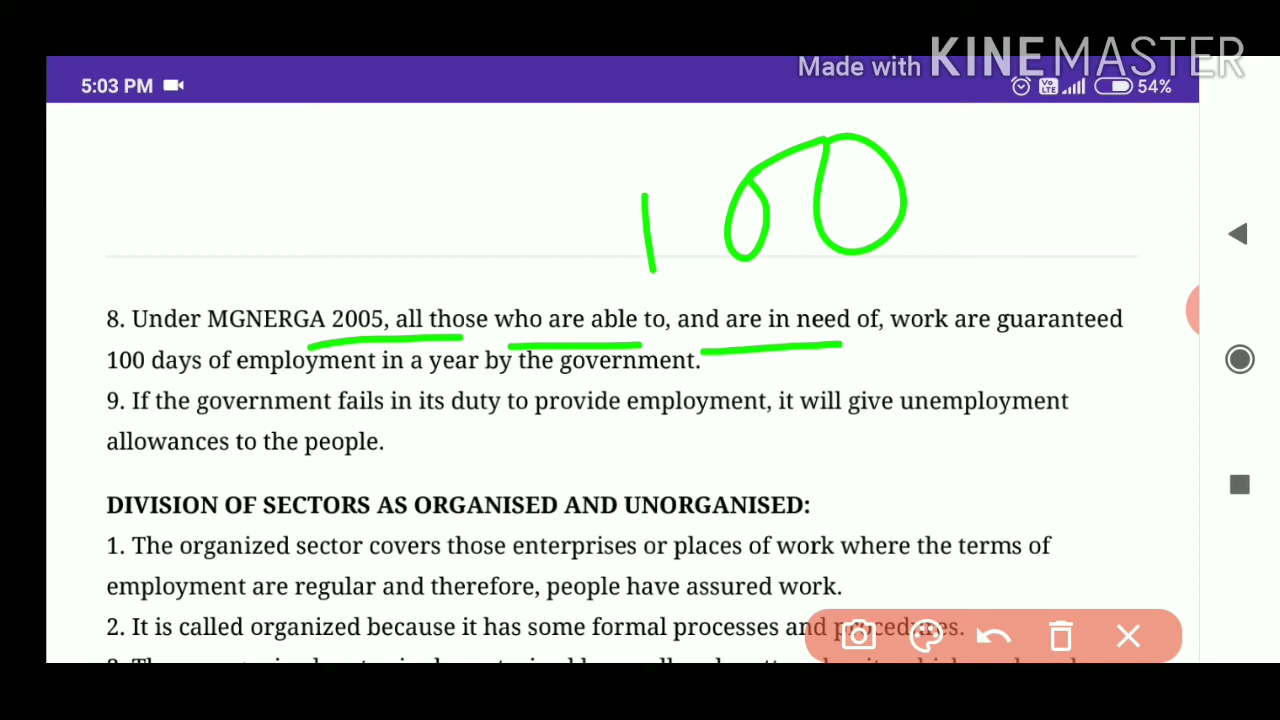 Made with KINEMASTER
5:03 PM
Vo LTE
54%
100
8. Under MGNERGA 2005, all those who are able to, and are in need of, work are guaranteed
100 days of employment in a year by the government.
9. If the government fails in its duty to provide employment, it will give unemployment
allowances to the people.
DIVISION OF SECTORS AS ORGANISED AND UNORGANISED:
1. The organized sector covers those enterprises or places of work where the terms of
employment are regular and therefore, people have assured work.
2. It is called organized because it has some formal processes and procedures.